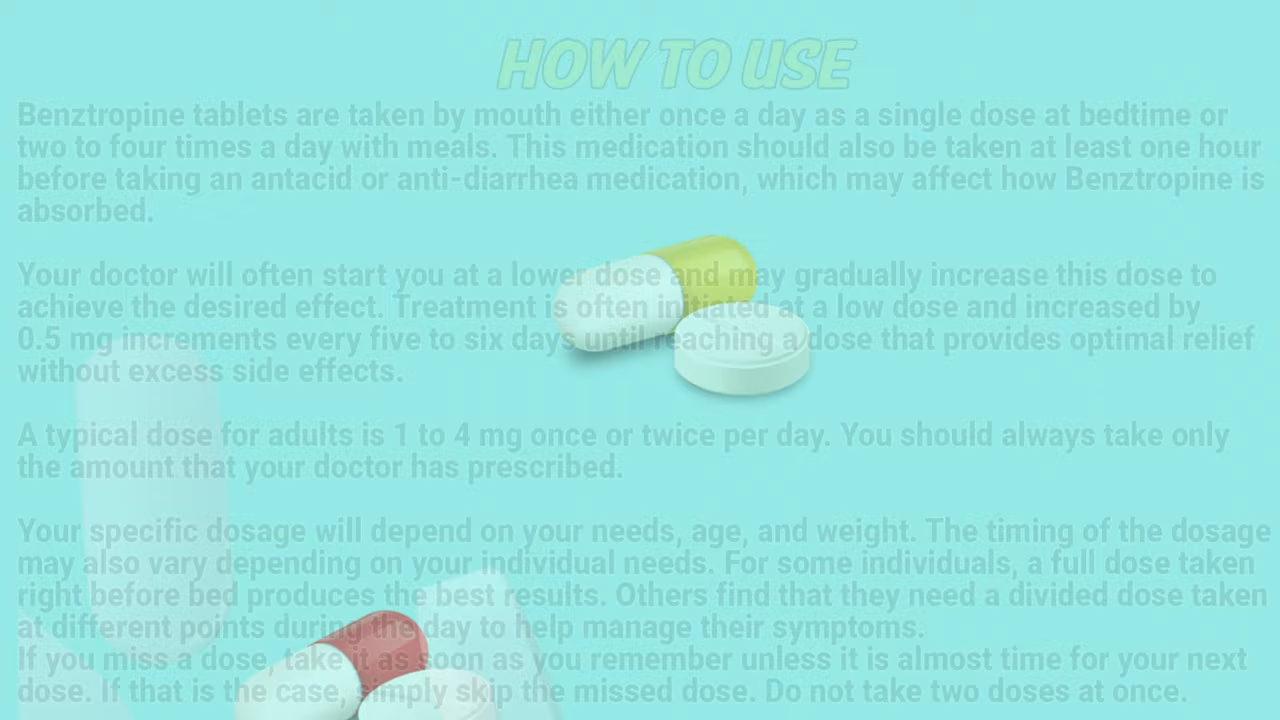 HOW TO USE
Benztropine tablets are taken by mouth either once a day as a single dose at bedtime or
two to four times a day with meals. This medication should also be taken at least one hour
before taking an antacid or anti-diarrhea medication, which may affect how Benztropine is
absorbed.
Your doctor will often start you at a lower dose and may gradually increase this dose to
achieve the desired effect. Treatment is often initiated at a low dose and increased by
0.5 mg increments every five to six days until reaching a dose that provides optimal relief
without excess side effects.
A typical dose for adults is 1 to 4 mg once or twice per day. You should always take only
the amount that your doctor has prescribed.
Your specific dosage will depend on your needs, age, and weight. The timing of the dosage
may also vary depending on your individual needs. For some individuals, a full dose taken
right before bed produces the best results. Others find that they need a divided dose taken
at different points during the day to help manage their symptoms.
If you miss a dose, take it as soon as you remember unless it is almost time for your next
dose. If that is the case, simply skip the missed dose. Do not take two doses at once.